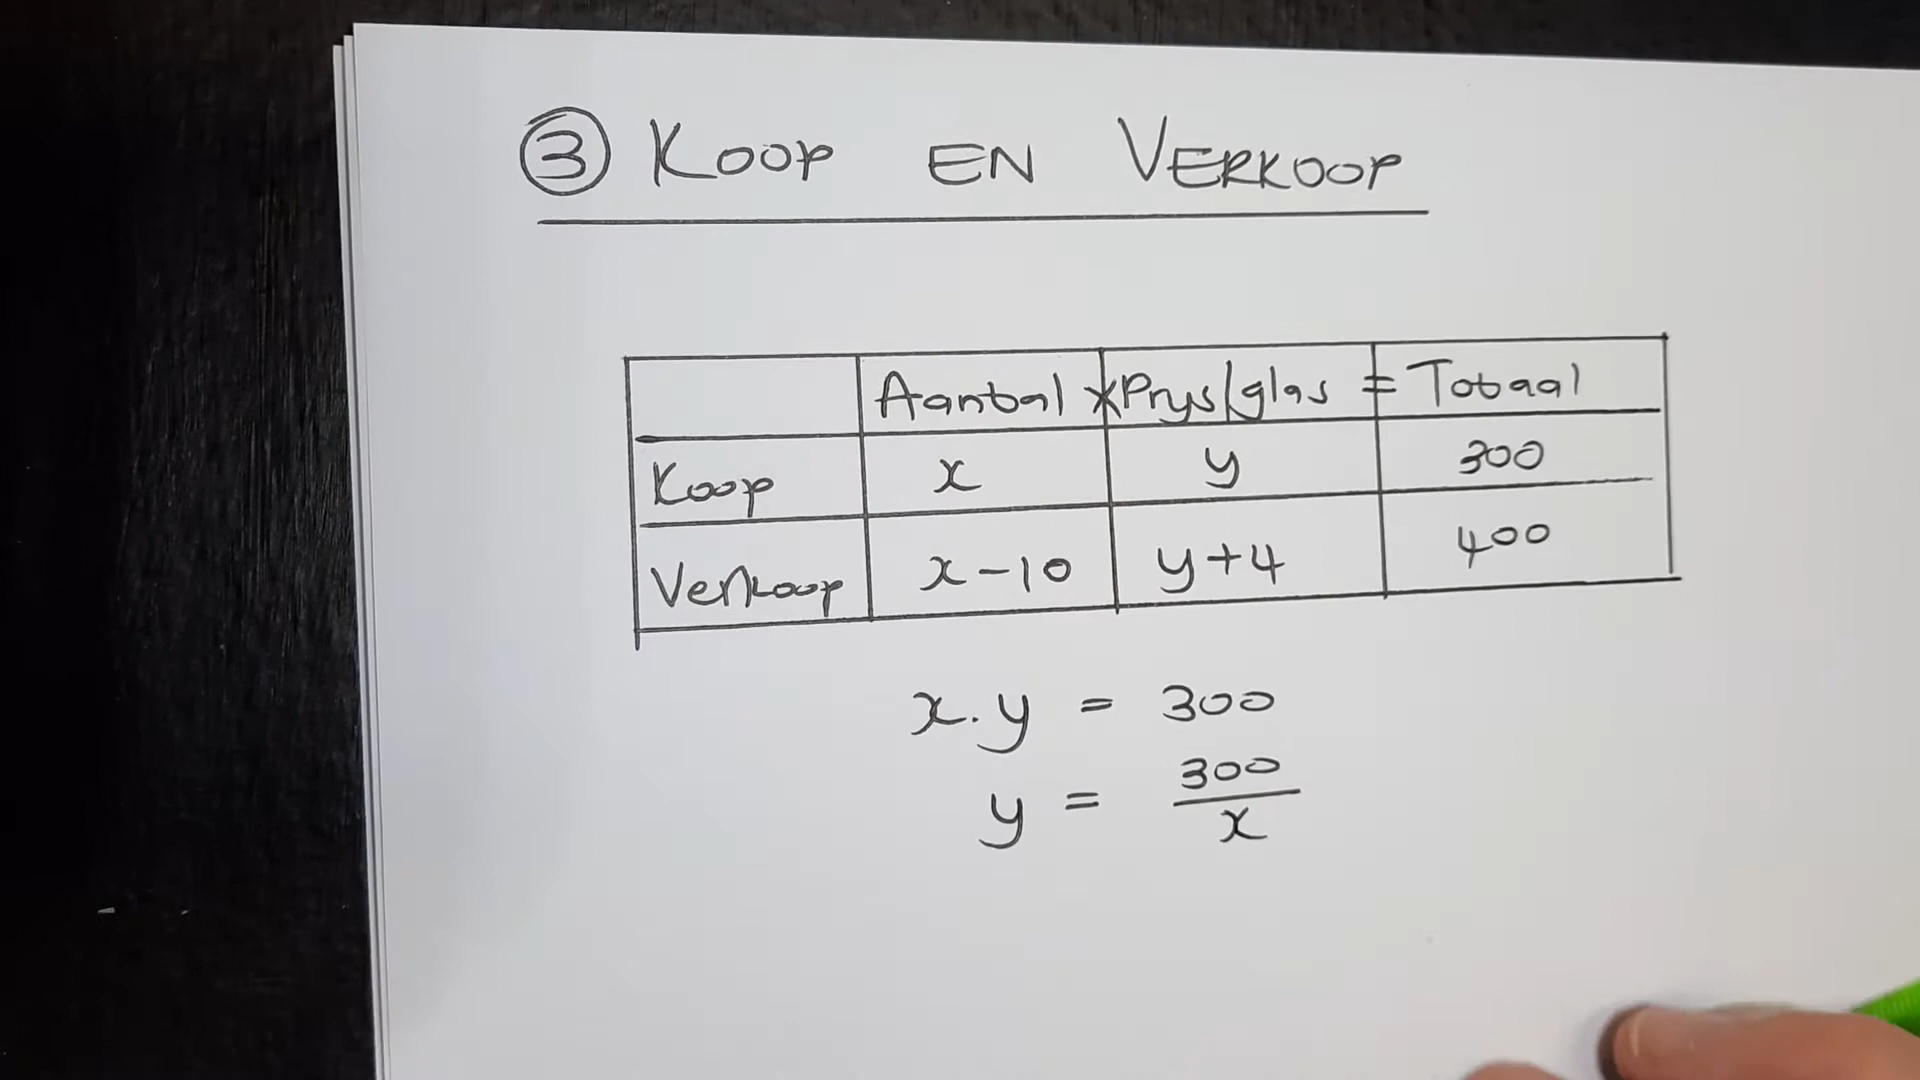 ③ KOOP EN VERKOOP
Aantal × Prys/glas = Totaal
Koop x y 300
Verkoop x - 10 y + 4 400
x . y = 300
y = 300/x